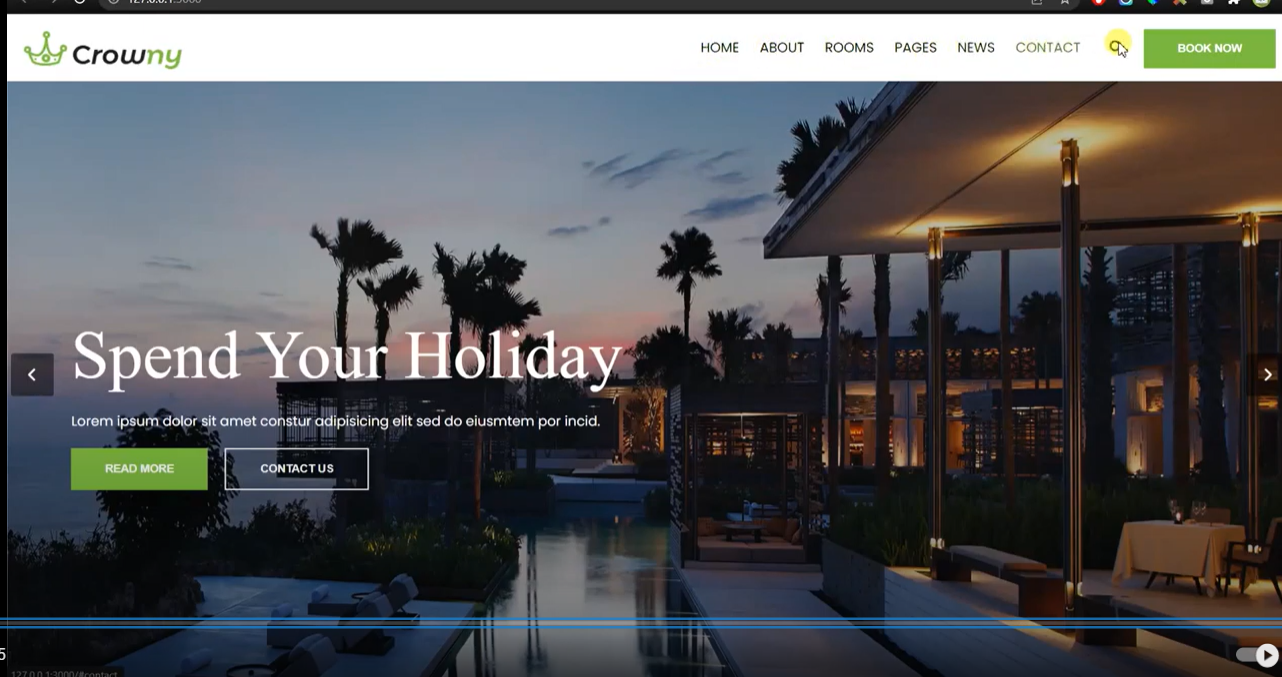 127.0.0.1:3000
Crowny
HOME ABOUT ROOMS PAGES NEWS CONTACT BOOK NOW
Spend Your Holiday
Lorem ipsum dolor sit amet constur adipisicing elit sed do eiusmtem por incid.
READ MORE CONTACT US
5
127.0.0.1:3000/#contact